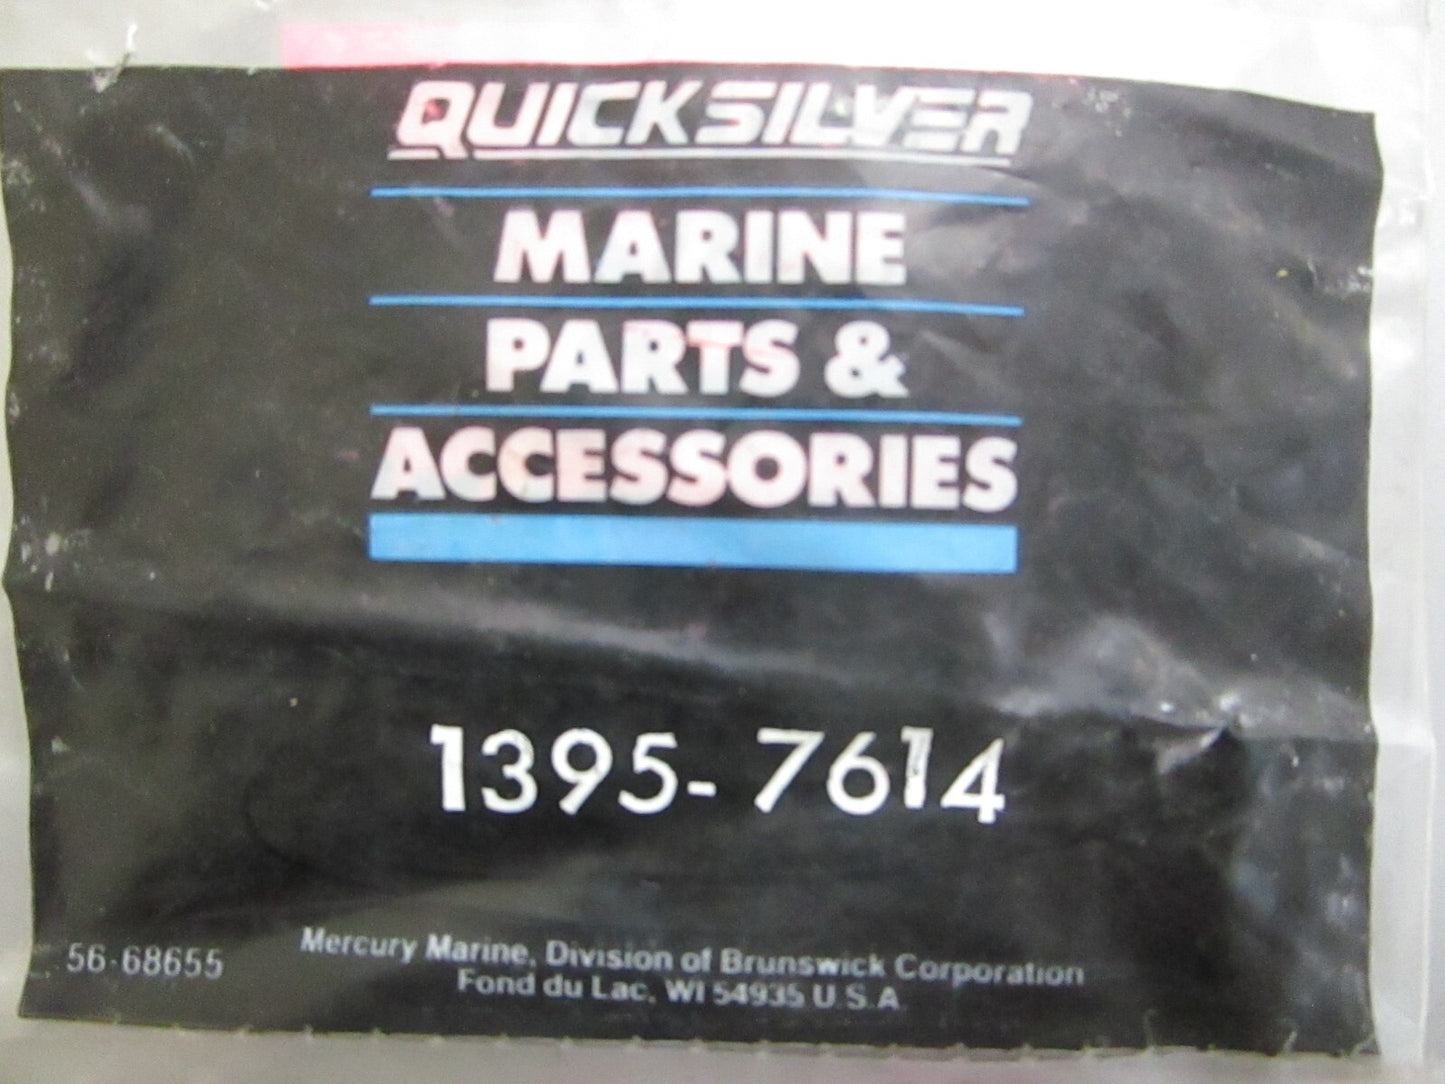 QUICKSILVER
MARINE
PARTS &
ACCESSORIES
1395-7614
56-68655
Mercury Marine, Division of Brunswick Corporation
Fond du Lac, WI 54935 U.S.A